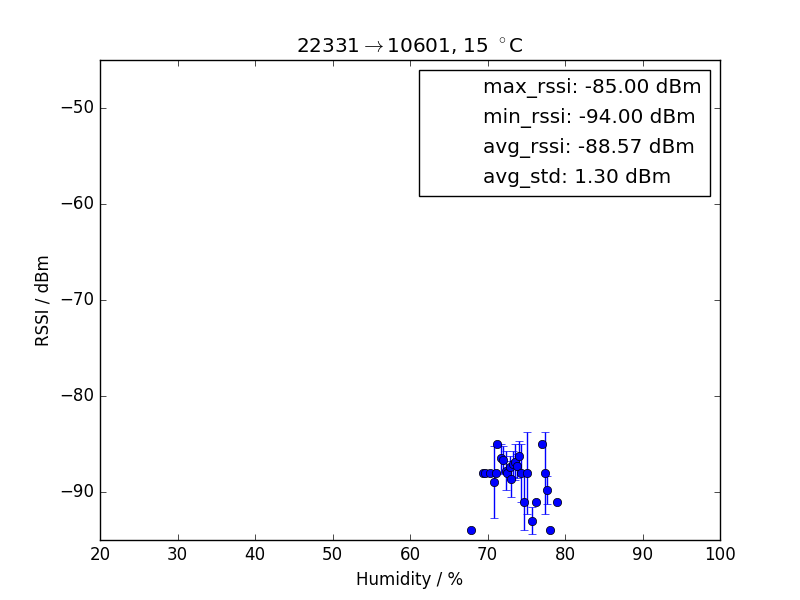 22331→10601, 15 °C
max_rssi: -85.00 dBm
min_rssi: -94.00 dBm
avg_rssi: -88.57 dBm
avg_std: 1.30 dBm
RSSI / dBm
−50
−60
−70
−80
−90
20 30 40 50 60 70 80 90 100
Humidity / %